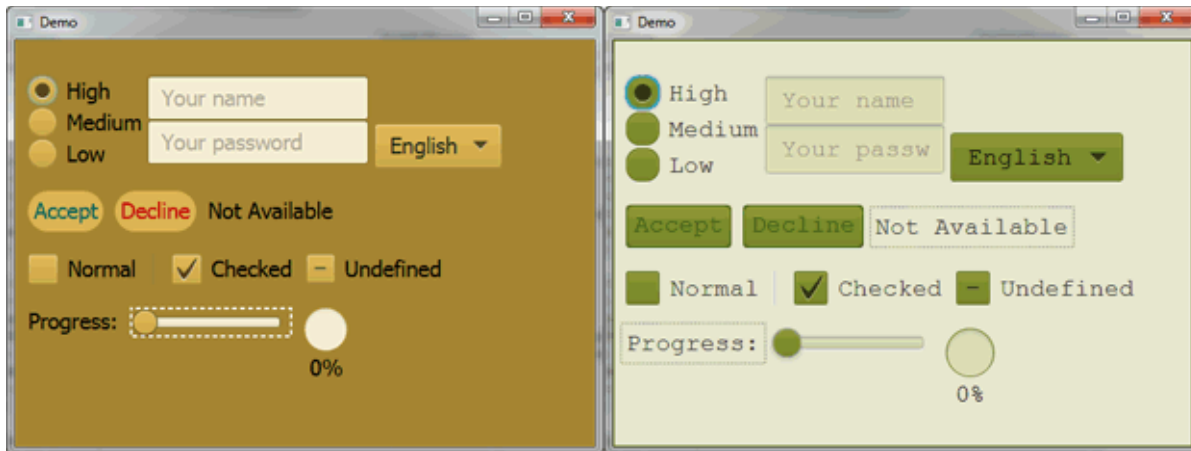 Demo
High
Your name
Medium
Your password
English
Low
Accept Decline Not Available
Normal Checked Undefined
Progress:
0%
Demo
High
Your name
Medium
Your passw
English
Low
Accept Decline Not Available
Normal Checked Undefined
Progress:
0%